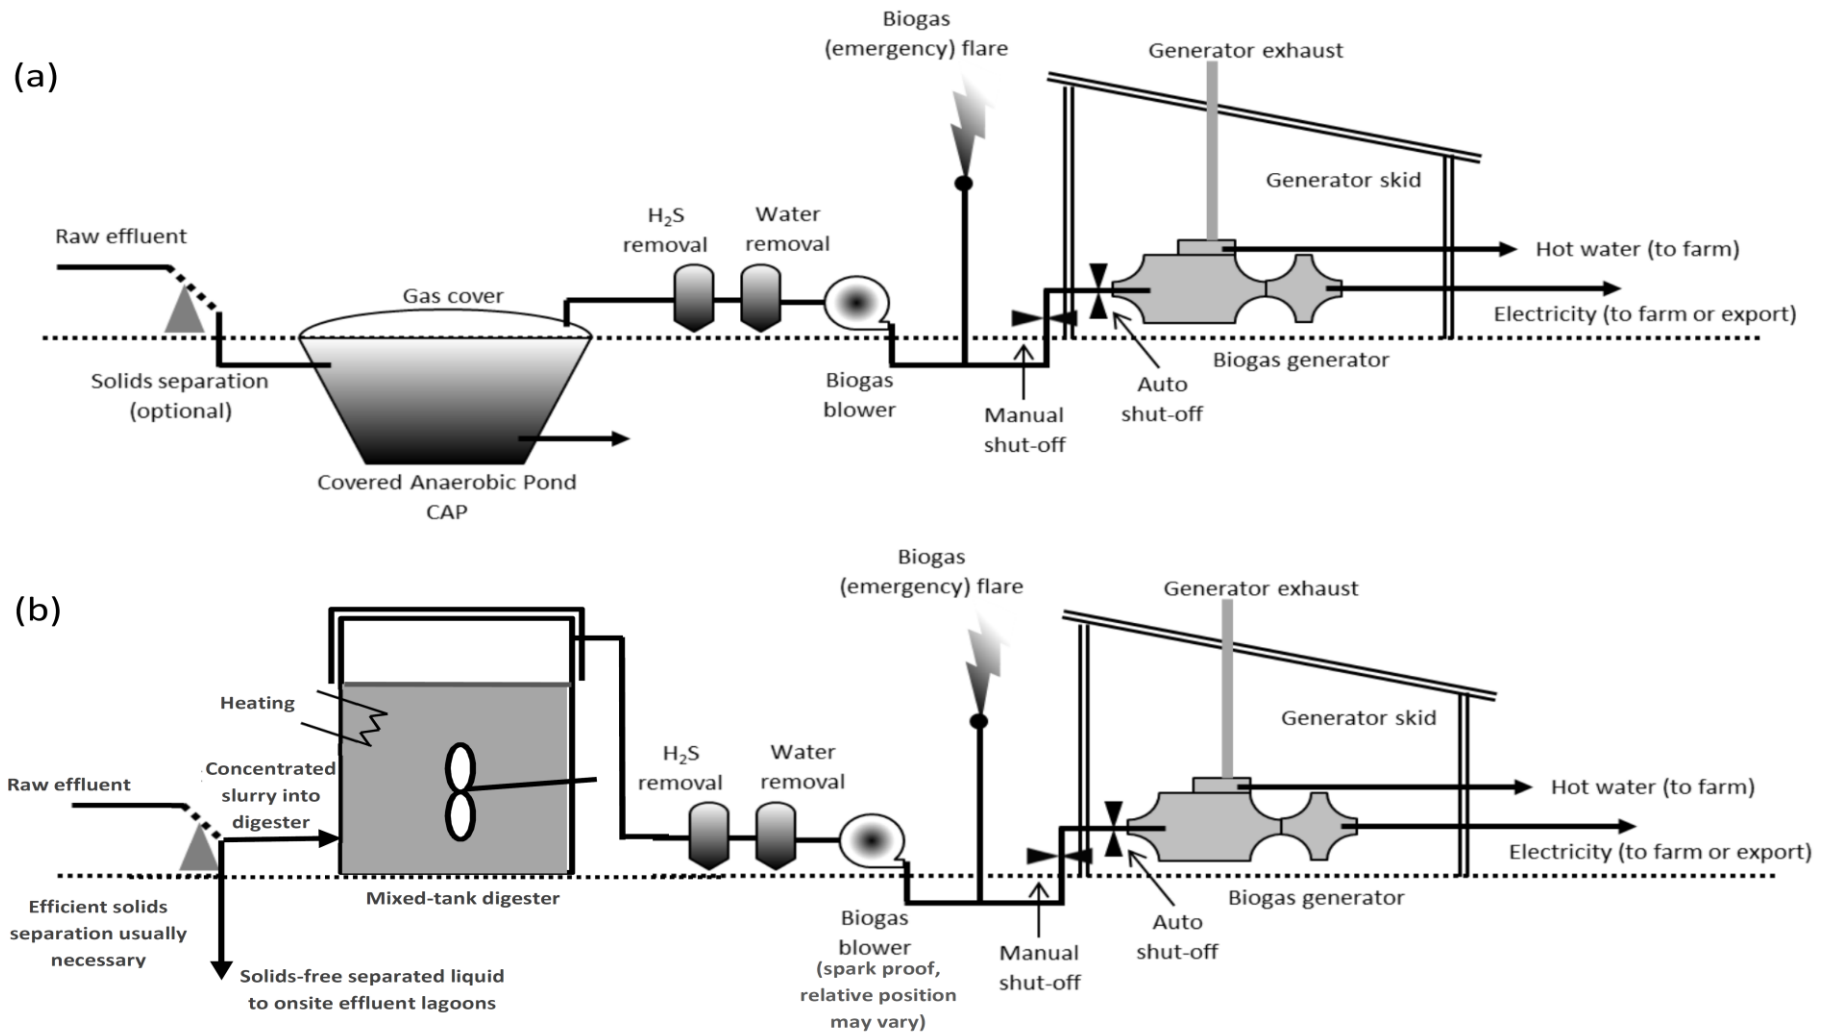 (a)
Biogas
(emergency) flare
Generator exhaust
Generator skid
Raw effluent
H₂S
removal
Water
removal
Gas cover
Hot water (to farm)
Electricity (to farm or export)
Solids separation
(optional)
Biogas
blower
Manual
shut-off
Auto
shut-off
Biogas generator
Covered Anaerobic Pond
CAP
(b)
Biogas
(emergency) flare
Generator exhaust
Generator skid
Heating
Raw effluent
Concentrated
slurry into
digester
H₂S
removal
Water
removal
Hot water (to farm)
Electricity (to farm or export)
Mixed-tank digester
Efficient solids
separation usually
necessary
Solids-free separated liquid
to onsite effluent lagoons
Biogas
blower
(spark proof,
relative position
may vary)
Manual
shut-off
Auto
shut-off
Biogas generator